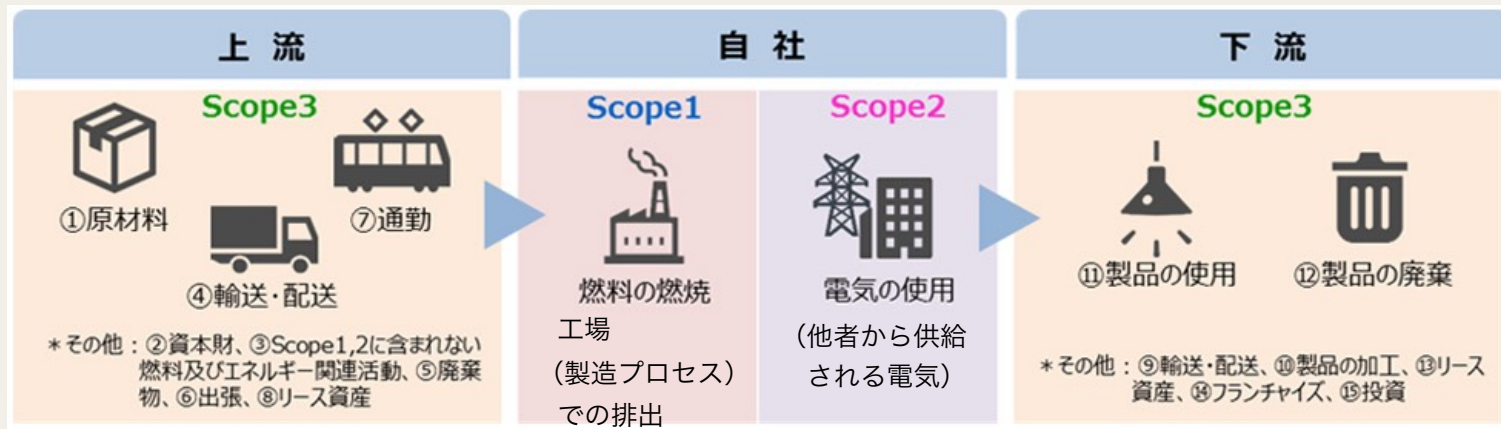 上 流
Scope3
①原材料
⑦通勤
④輸送・配送
＊その他：②資本財、③Scope1,2に含まれない
燃料及びエネルギー関連活動、⑤廃棄
物、⑥出張、⑧リース資産
自 社
Scope1
燃料の燃焼
工場
（製造プロセス）
での排出
Scope2
電気の使用
（他者から供給
される電気）
下 流
Scope3
⑪製品の使用
⑫製品の廃棄
＊その他：⑨輸送・配送、⑩製品の加工、⑬リース
資産、⑭フランチャイズ、⑮投資